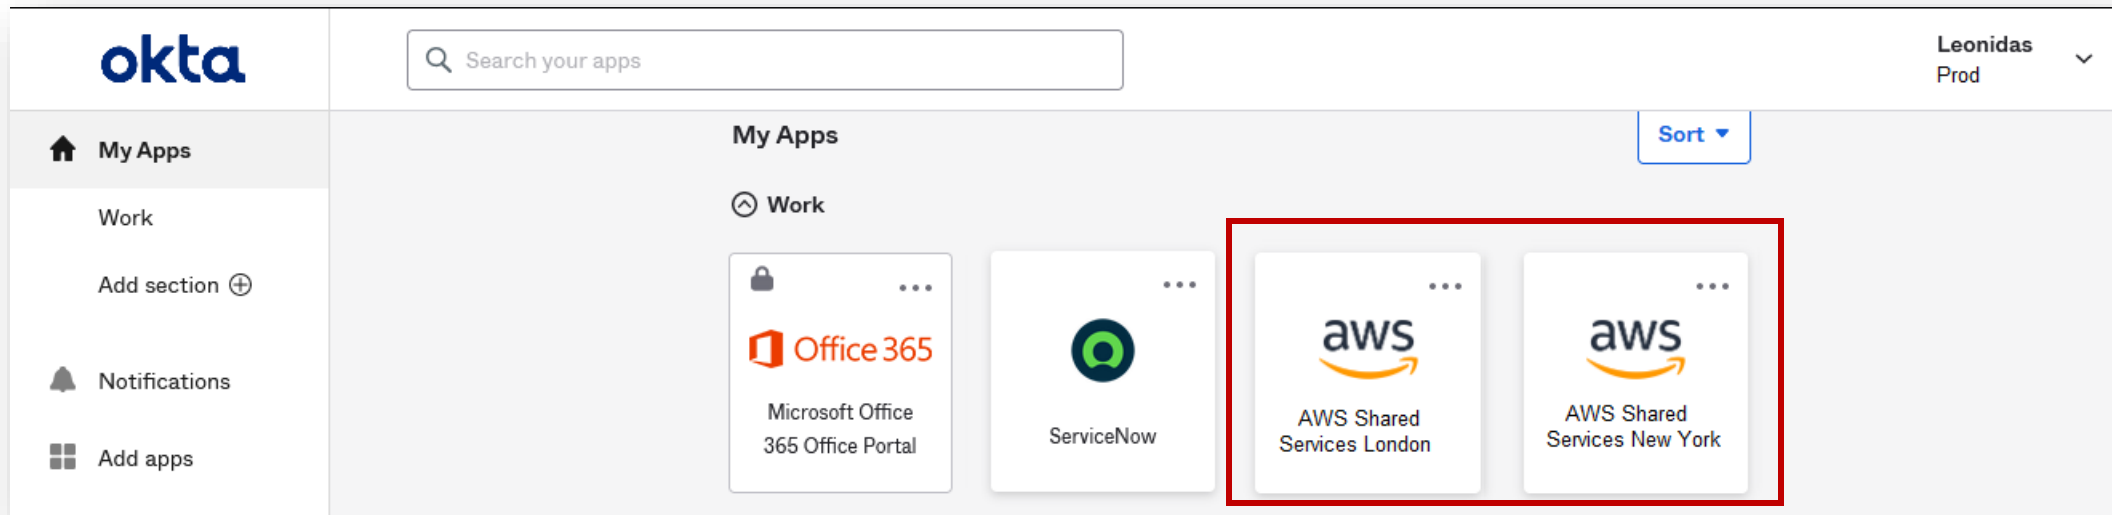 okta
Search your apps
Leonidas
Prod
My Apps
Work
Add section
Notifications
Add apps
My Apps
Sort
Work
Office 365
Microsoft Office
365 Office Portal
ServiceNow
aws
AWS Shared
Services London
aws
AWS Shared
Services New York